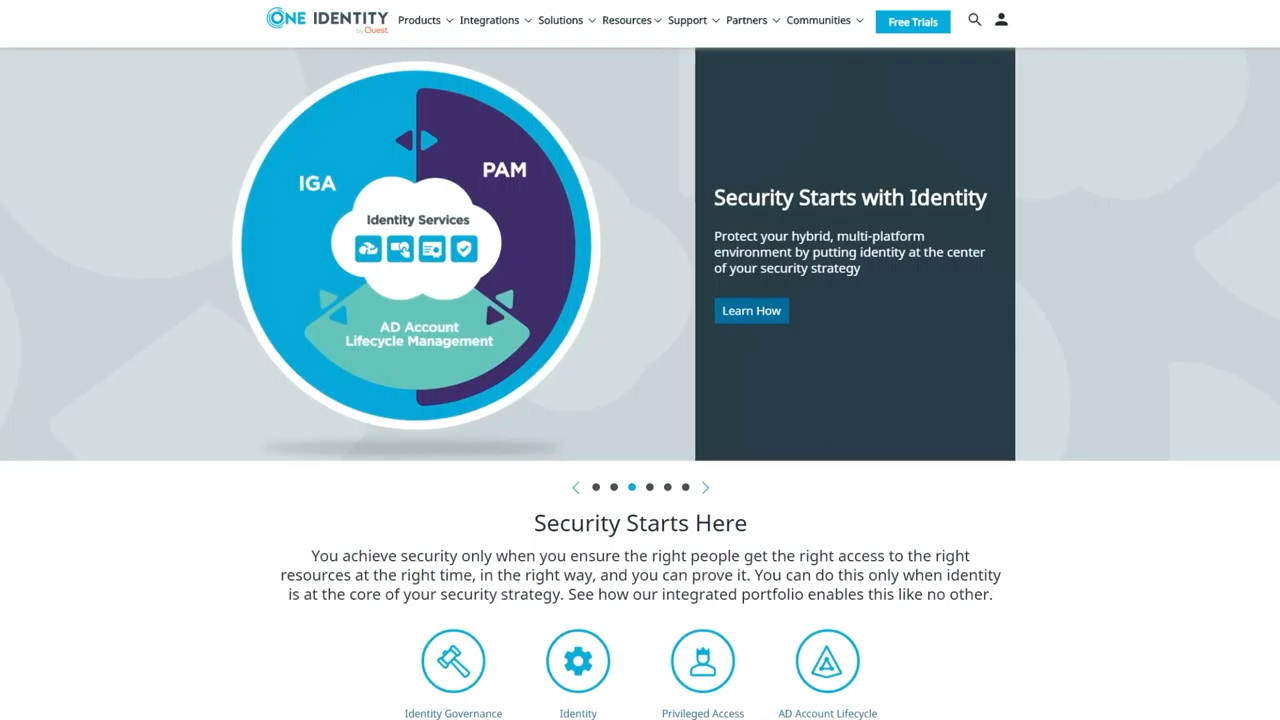 ONE IDENTITY
by Quest
Products
Integrations
Solutions
Resources
Support
Partners
Communities
Free Trials
IGA
PAM
Identity Services
AD Account
Lifecycle Management
Security Starts with Identity
Protect your hybrid, multi-platform
environment by putting identity at the center
of your security strategy
Learn How
Security Starts Here
You achieve security only when you ensure the right people get the right access to the right
resources at the right time, in the right way, and you can prove it. You can do this only when identity
is at the core of your security strategy. See how our integrated portfolio enables this like no other.
Identity Governance
Identity
Privileged Access
AD Account Lifecycle